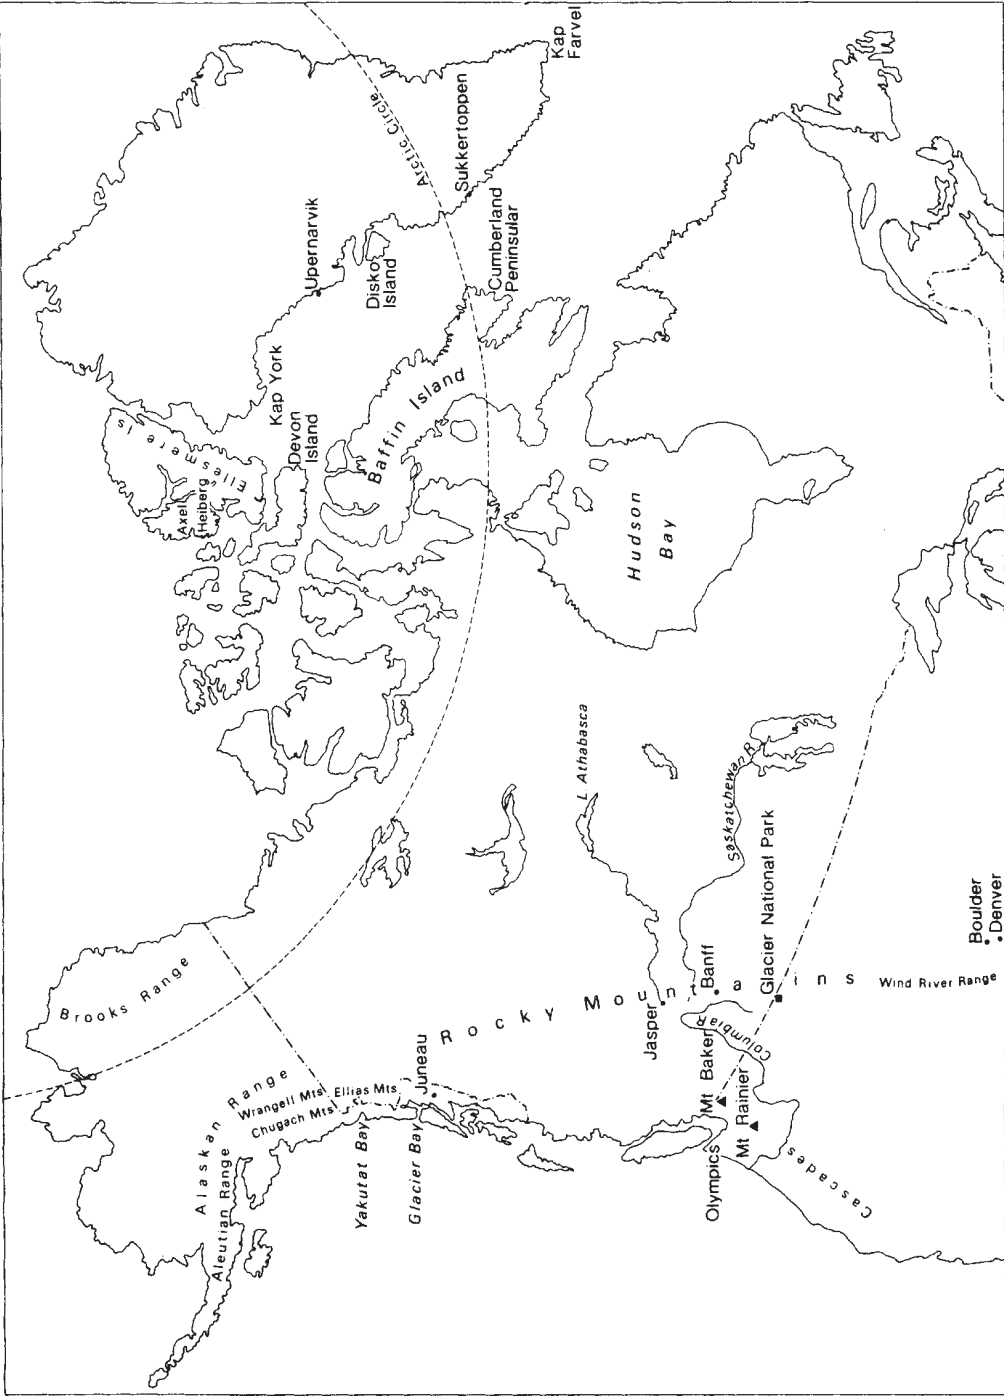 Kap
Farvel
Sukkertoppen
Arctic Circle
Upernarvik
Disko
Island
Cumberland
Peninsular
Kap York
Devon
Island
Baffin Island
Ellesmere Is
Axel
Heiberg
Hudson
Bay
L Athabasca
Saskatchewan R
Glacier National Park
Boulder
Denver
Wind River Range
Rocky Mountains
Banff
Jasper
Columbia R
Brooks Range
Juneau
Alaskan Range
Wrangell Mts
Ellias Mts
Chugach Mts
Aleutian Range
Yakutat Bay
Glacier Bay
Mt Baker
Mt Rainier
Olympics
Cascades